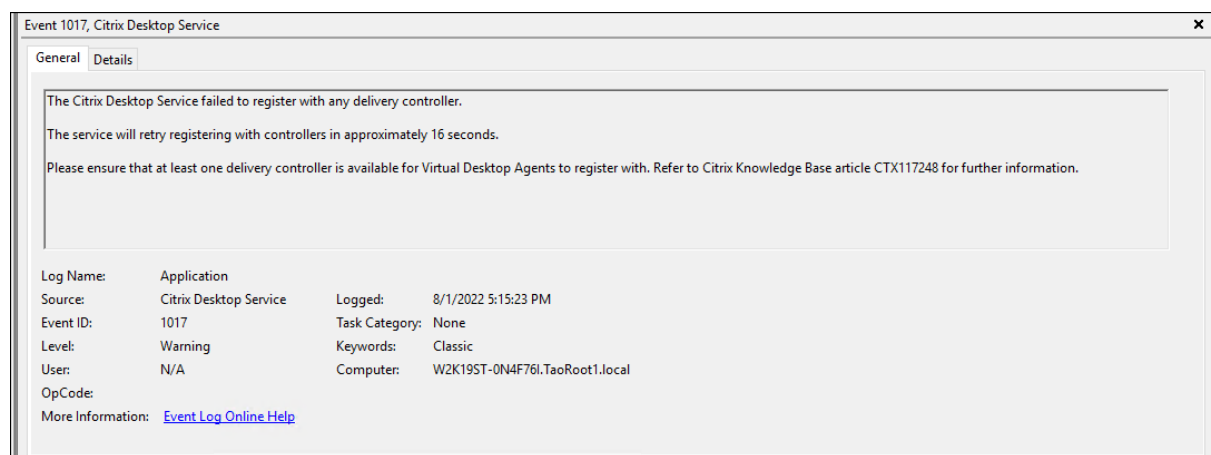 Event 1017, Citrix Desktop Service
General Details
The Citrix Desktop Service failed to register with any delivery controller.
The service will retry registering with controllers in approximately 16 seconds.
Please ensure that at least one delivery controller is available for Virtual Desktop Agents to register with. Refer to Citrix Knowledge Base article CTX117248 for further information.
Log Name: Application
Source: Citrix Desktop Service Logged: 8/1/2022 5:15:23 PM
Event ID: 1017 Task Category: None
Level: Warning Keywords: Classic
User: N/A Computer: W2K19ST-0N4F76I.TaoRoot1.local
OpCode:
More Information: Event Log Online Help